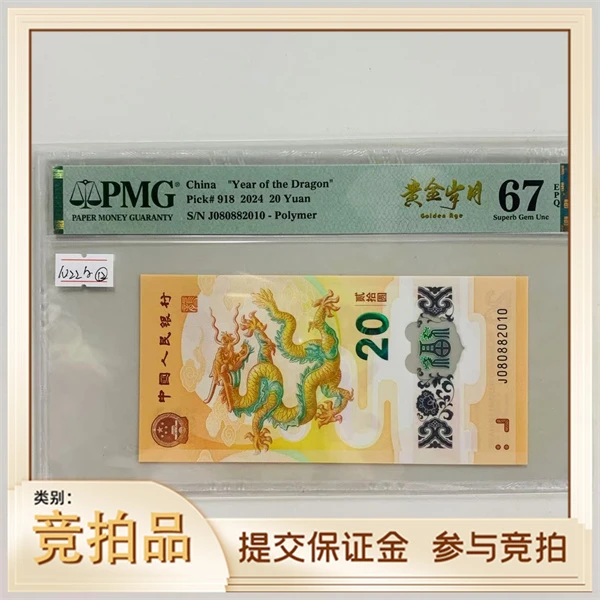 PMG
PAPER MONEY GUARANTY
China "Year of the Dragon"
Pick# 918 2024 20 Yuan
S/N J080882010 - Polymer
黄金岁月
Golden Age
67
EPQ
Superb Gem Unc
中国人民银行
贰拾圆
20
J080882010
类别：
竞拍品
提交保证金 参与竞拍